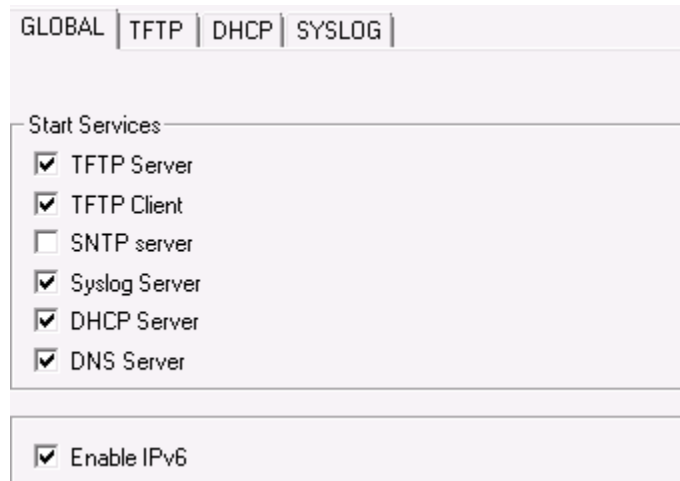 GLOBAL TFTP DHCP SYSLOG
Start Services
TFTP Server
TFTP Client
SNTP server
Syslog Server
DHCP Server
DNS Server
Enable IPv6